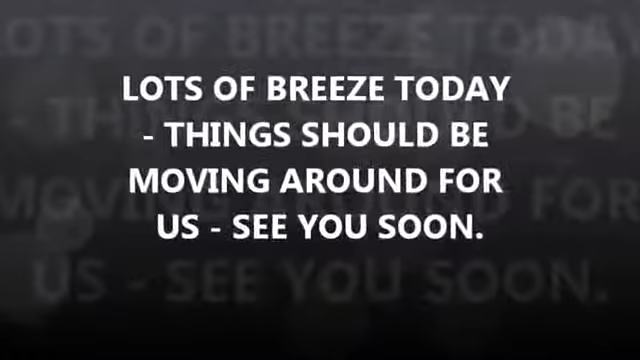 LOTS OF BREEZE TODAY
- THINGS SHOULD BE
MOVING AROUND FOR
US - SEE YOU SOON.